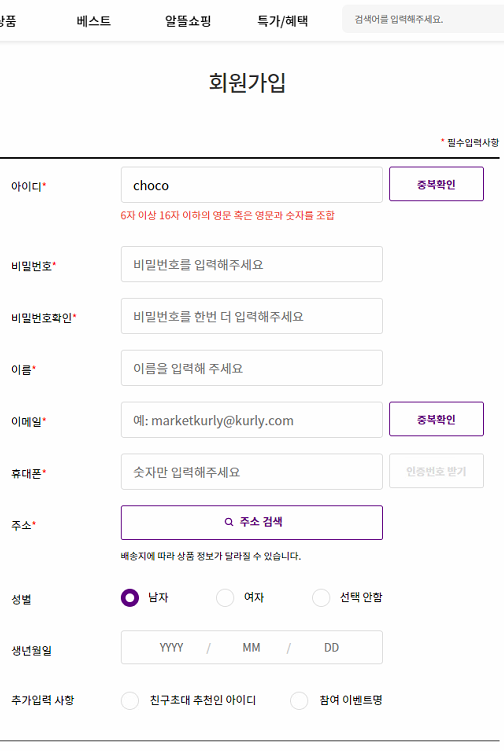 상품 베스트 알뜰쇼핑 특가/혜택 검색어를 입력해주세요.
회원가입
* 필수입력사항
아이디* choco 중복확인
6자 이상 16자 이하의 영문 혹은 영문과 숫자를 조합
비밀번호* 비밀번호를 입력해주세요
비밀번호확인* 비밀번호를 한번 더 입력해주세요
이름* 이름을 입력해 주세요
이메일* 예: marketkurly@kurly.com 중복확인
휴대폰* 숫자만 입력해주세요 인증번호 받기
주소* 주소 검색
배송지에 따라 상품 정보가 달라질 수 있습니다.
성별 남자 여자 선택 안함
생년월일 YYYY / MM / DD
추가입력 사항 친구초대 추천인 아이디 참여 이벤트명